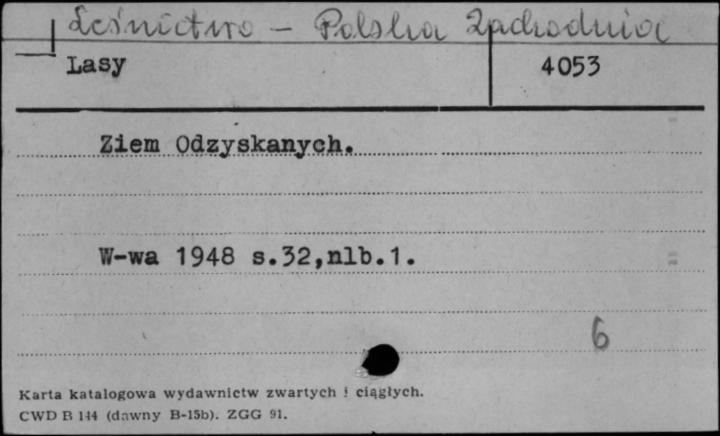 Leśnictwo – Polska Zachodnia
Lasy 4053
Ziem Odzyskanych.
W-wa 1948 s.32,nlb.1.
6
Karta katalogowa wydawnictw zwartych i ciągłych.
CWD B 144 (dawny B-15b). ZGG 91.